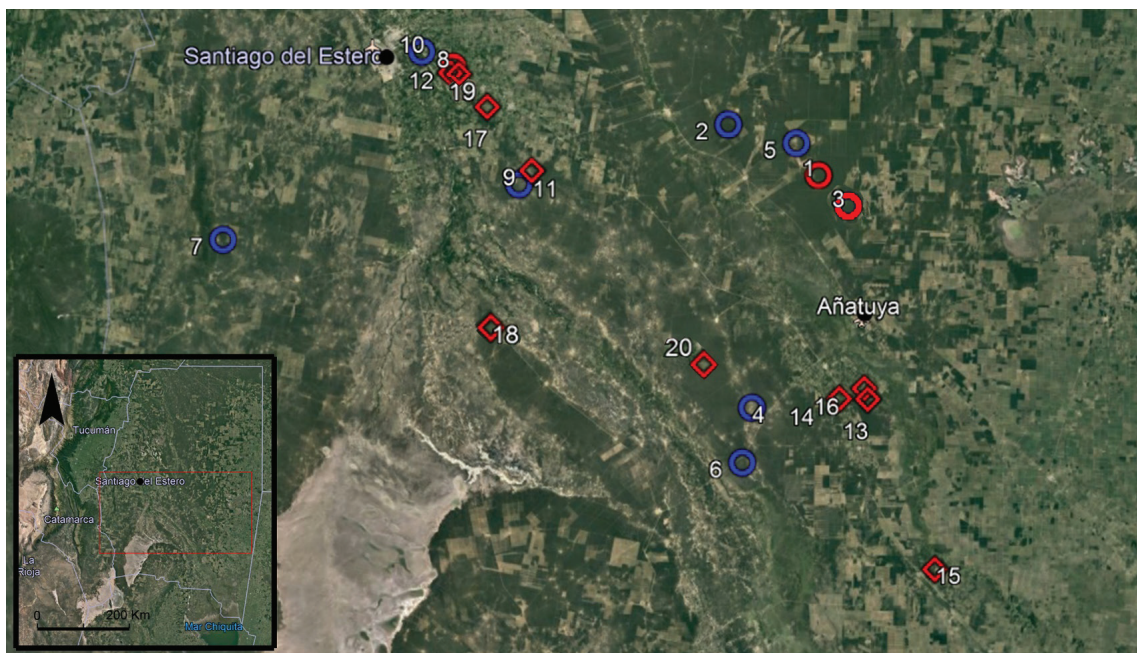 Santiago del Estero
10
8
12
19
17
2
5
1
3
9
11
7
Añatuya
18
20
4
14
16
13
6
15
Tucumán
Santiago del Estero
Catamarca
La
Rioja
0
200 Km
Mar Chiquita